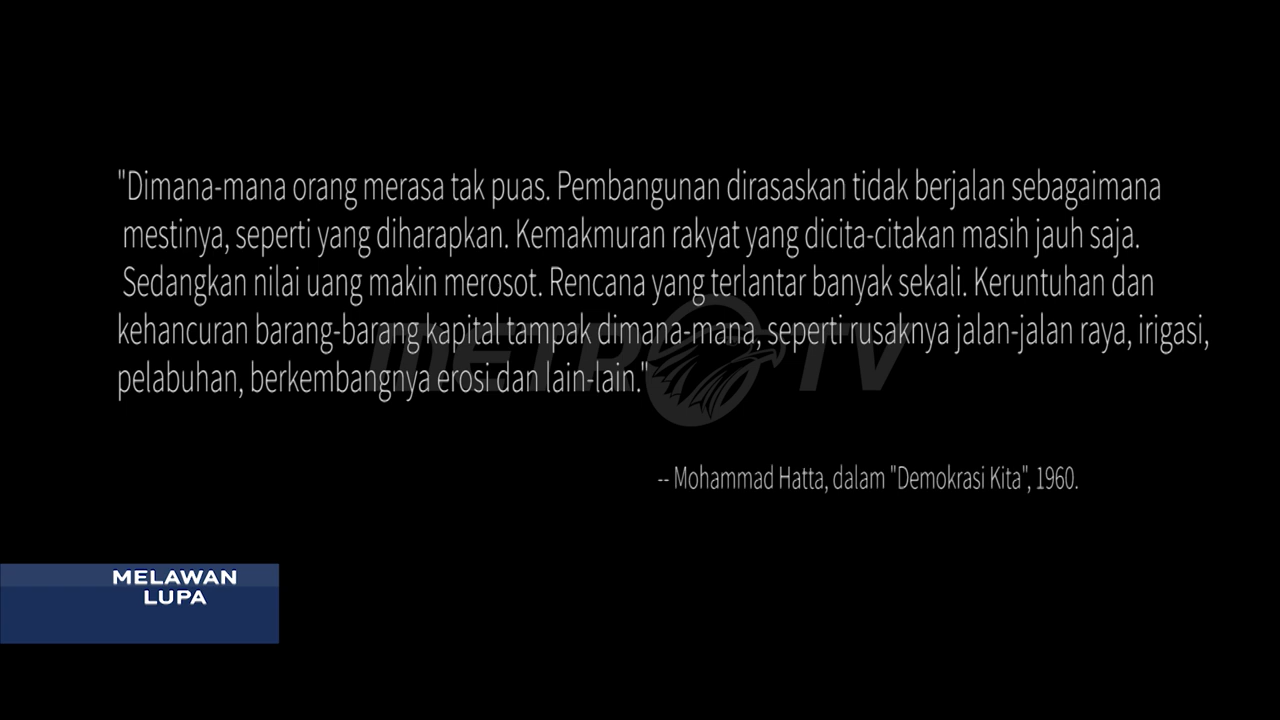 "Dimana-mana orang merasa tak puas. Pembangunan dirasaskan tidak berjalan sebagaimana
mestinya, seperti yang diharapkan. Kemakmuran rakyat yang dicita-citakan masih jauh saja.
Sedangkan nilai uang makin merosot. Rencana yang terlantar banyak sekali. Keruntuhan dan
kehancuran barang-barang kapital tampak dimana-mana, seperti rusaknya jalan-jalan raya, irigasi,
pelabuhan, berkembangnya erosi dan lain-lain."
METRO TV
-- Mohammad Hatta, dalam "Demokrasi Kita", 1960.
MELAWAN
LUPA